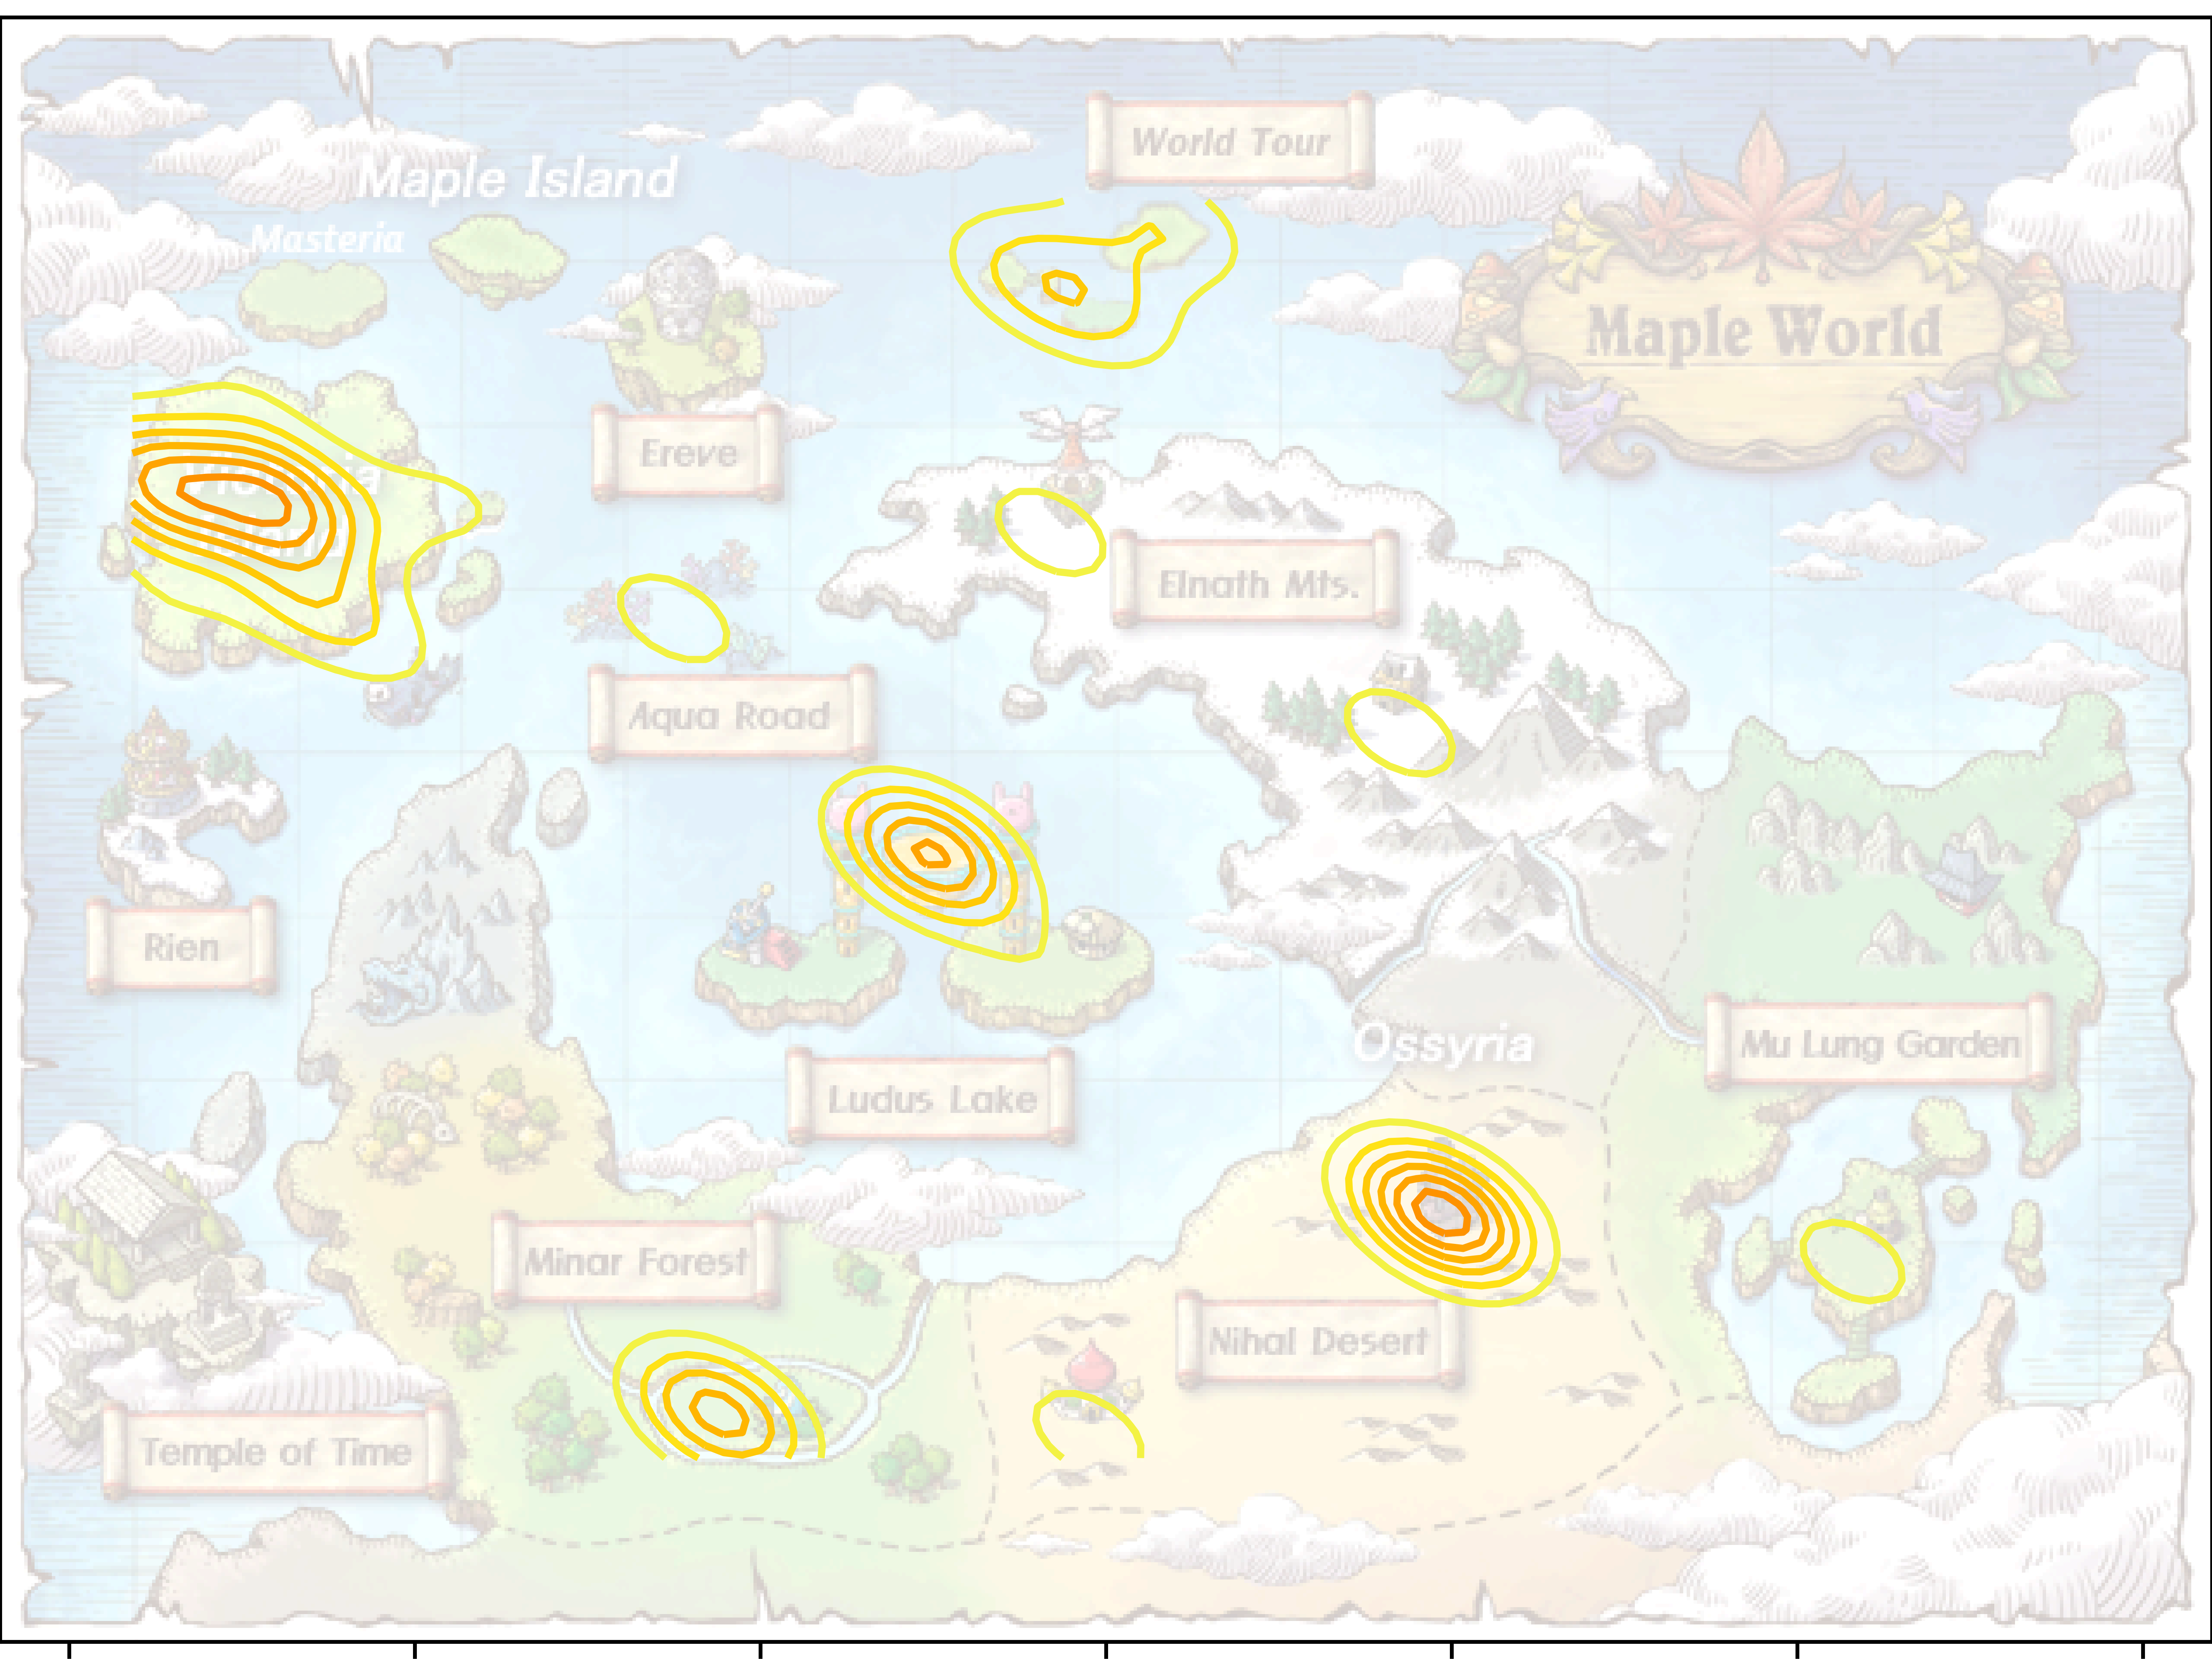 World Tour
Maple Island
Masteria
Maple World
Ereve
Elnath Mts.
Aqua Road
Rien
Ossyria
Mu Lung Garden
Ludus Lake
Minar Forest
Nihal Desert
Temple of Time